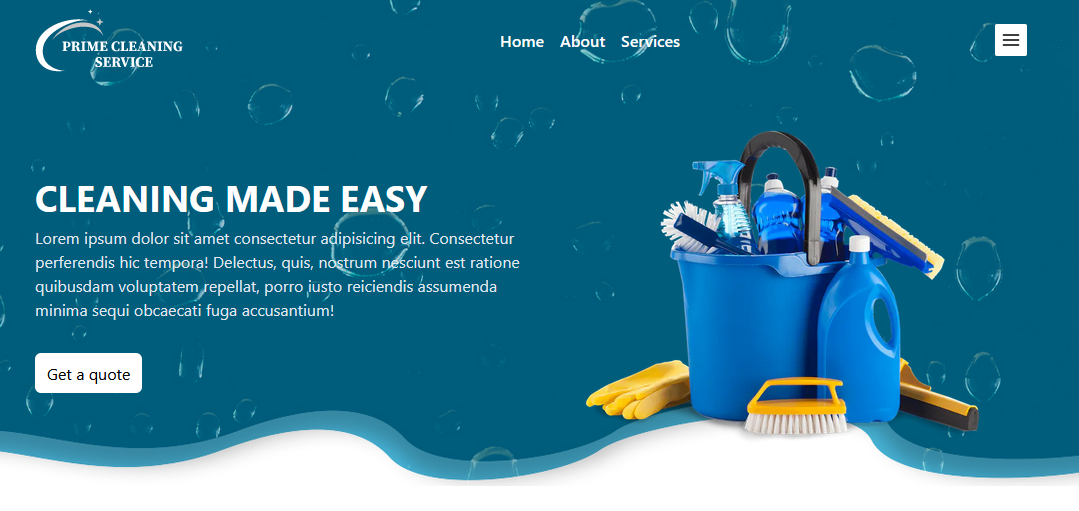 PRIME CLEANING
SERVICE
Home About Services
CLEANING MADE EASY
Lorem ipsum dolor sit amet consectetur adipisicing elit. Consectetur
perferendis hic tempora! Delectus, quis, nostrum nesciunt est ratione
quibusdam voluptatem repellat, porro iusto reiciendis assumenda
minima sequi obcaecati fuga accusantium!
Get a quote